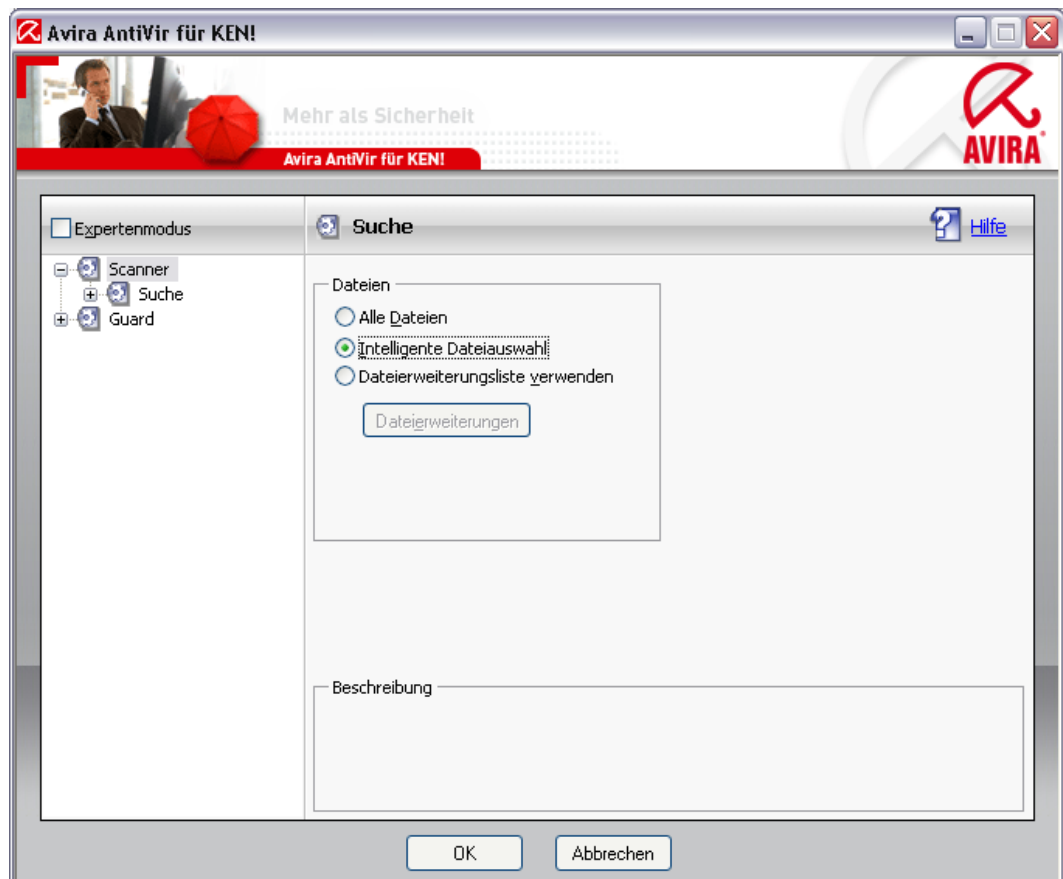 Avira AntiVir für KEN!
Mehr als Sicherheit
Avira AntiVir für KEN!
AVIRA
Expertenmodus
Scanner
Suche
Guard
Suche
Hilfe
Dateien
Alle Dateien
Intelligente Dateiauswahl
Dateierweiterungsliste verwenden
Dateierweiterungen
Beschreibung
OK
Abbrechen